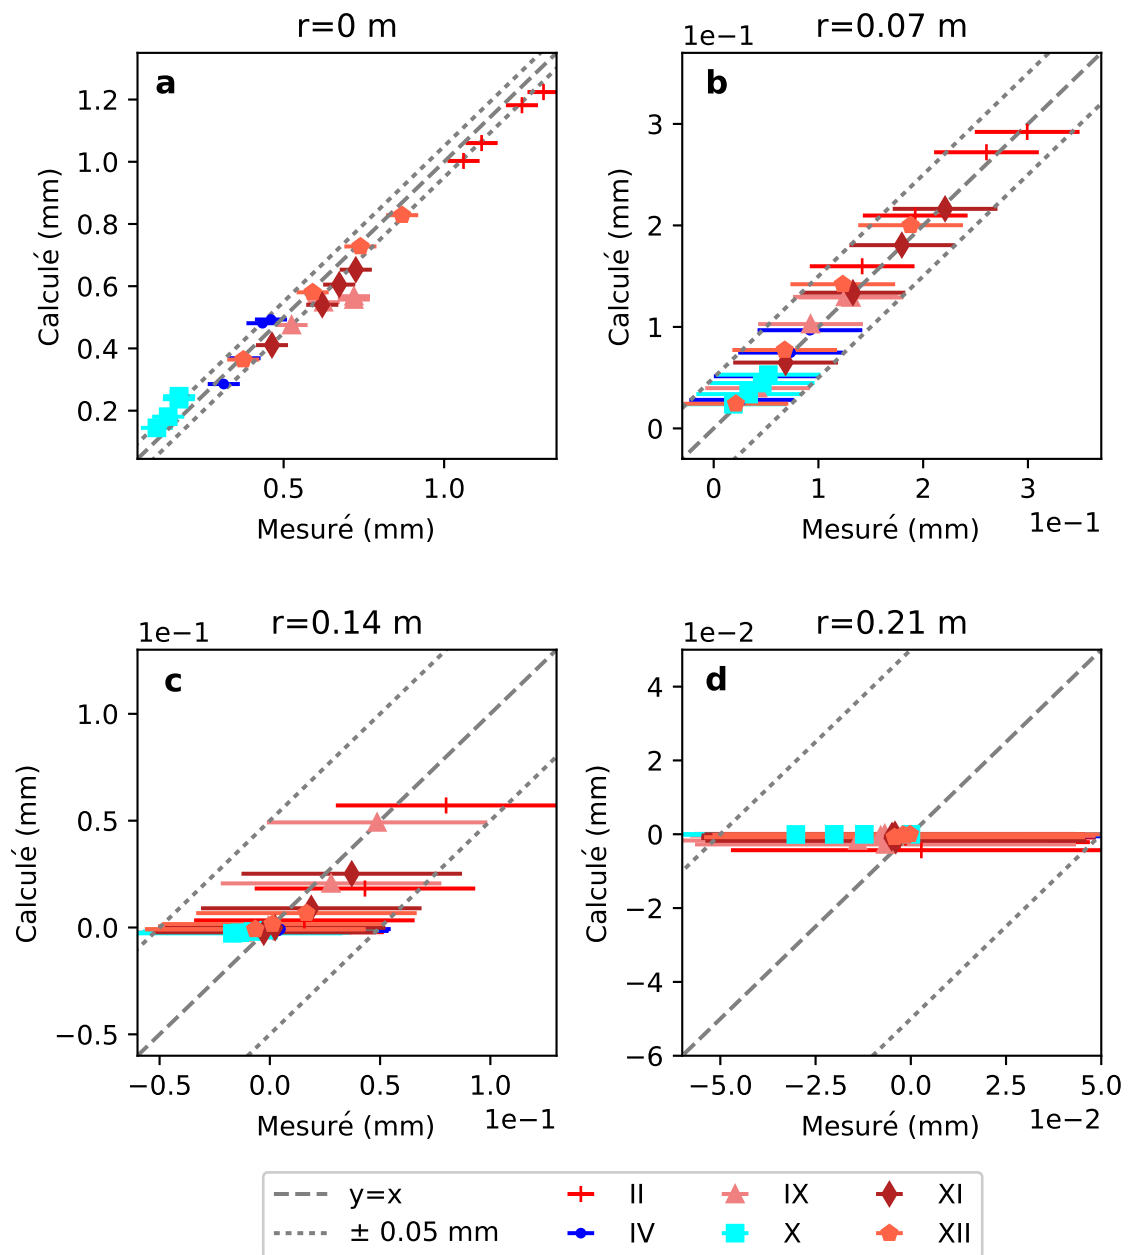 r=0 m
a
Calculé (mm)
1.2
1.0
0.8
0.6
0.4
0.2
0.5 1.0
Mesuré (mm)
1e−1
r=0.07 m
b
Calculé (mm)
3
2
1
0
0 1 2 3
1e−1
Mesuré (mm)
1e−1
r=0.14 m
c
Calculé (mm)
1.0
0.5
0.0
−0.5
−0.5 0.0 0.5 1.0
1e−1
Mesuré (mm)
1e−2
r=0.21 m
d
Calculé (mm)
4
2
0
−2
−4
−6
−5.0 −2.5 0.0 2.5 5.0
1e−2
Mesuré (mm)
y=x II IX XI
± 0.05 mm IV X XII